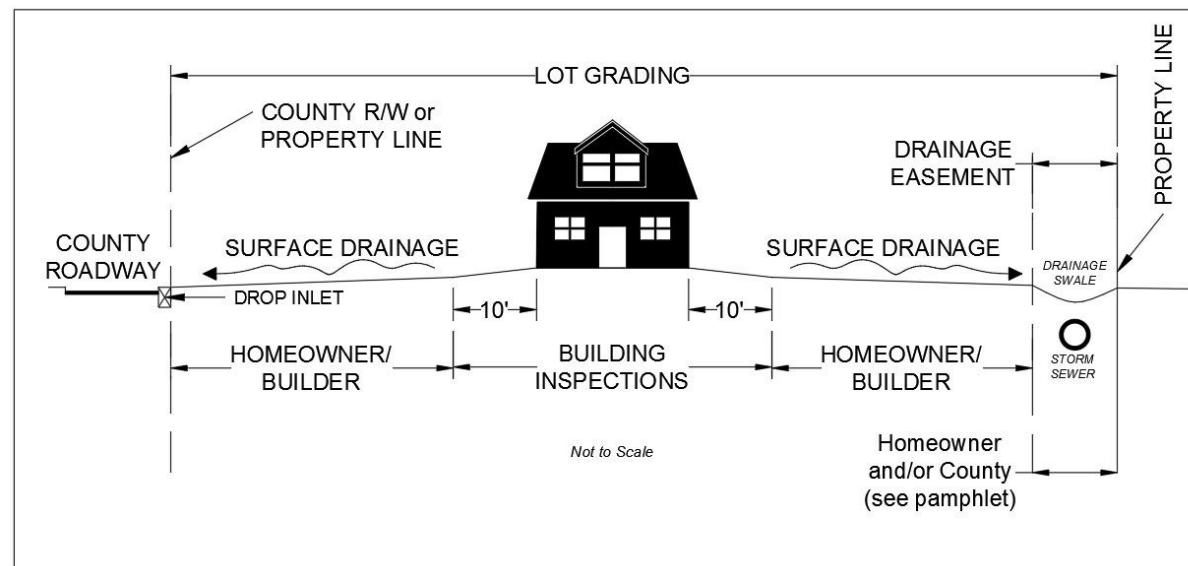 LOT GRADING
COUNTY R/W or
PROPERTY LINE
DRAINAGE
EASEMENT
PROPERTY LINE
COUNTY
ROADWAY
SURFACE DRAINAGE
SURFACE DRAINAGE
DRAINAGE
SWALE
DROP INLET
10'
10'
HOMEOWNER/
BUILDER
BUILDING
INSPECTIONS
HOMEOWNER/
BUILDER
STORM
SEWER
Not to Scale
Homeowner
and/or County
(see pamphlet)